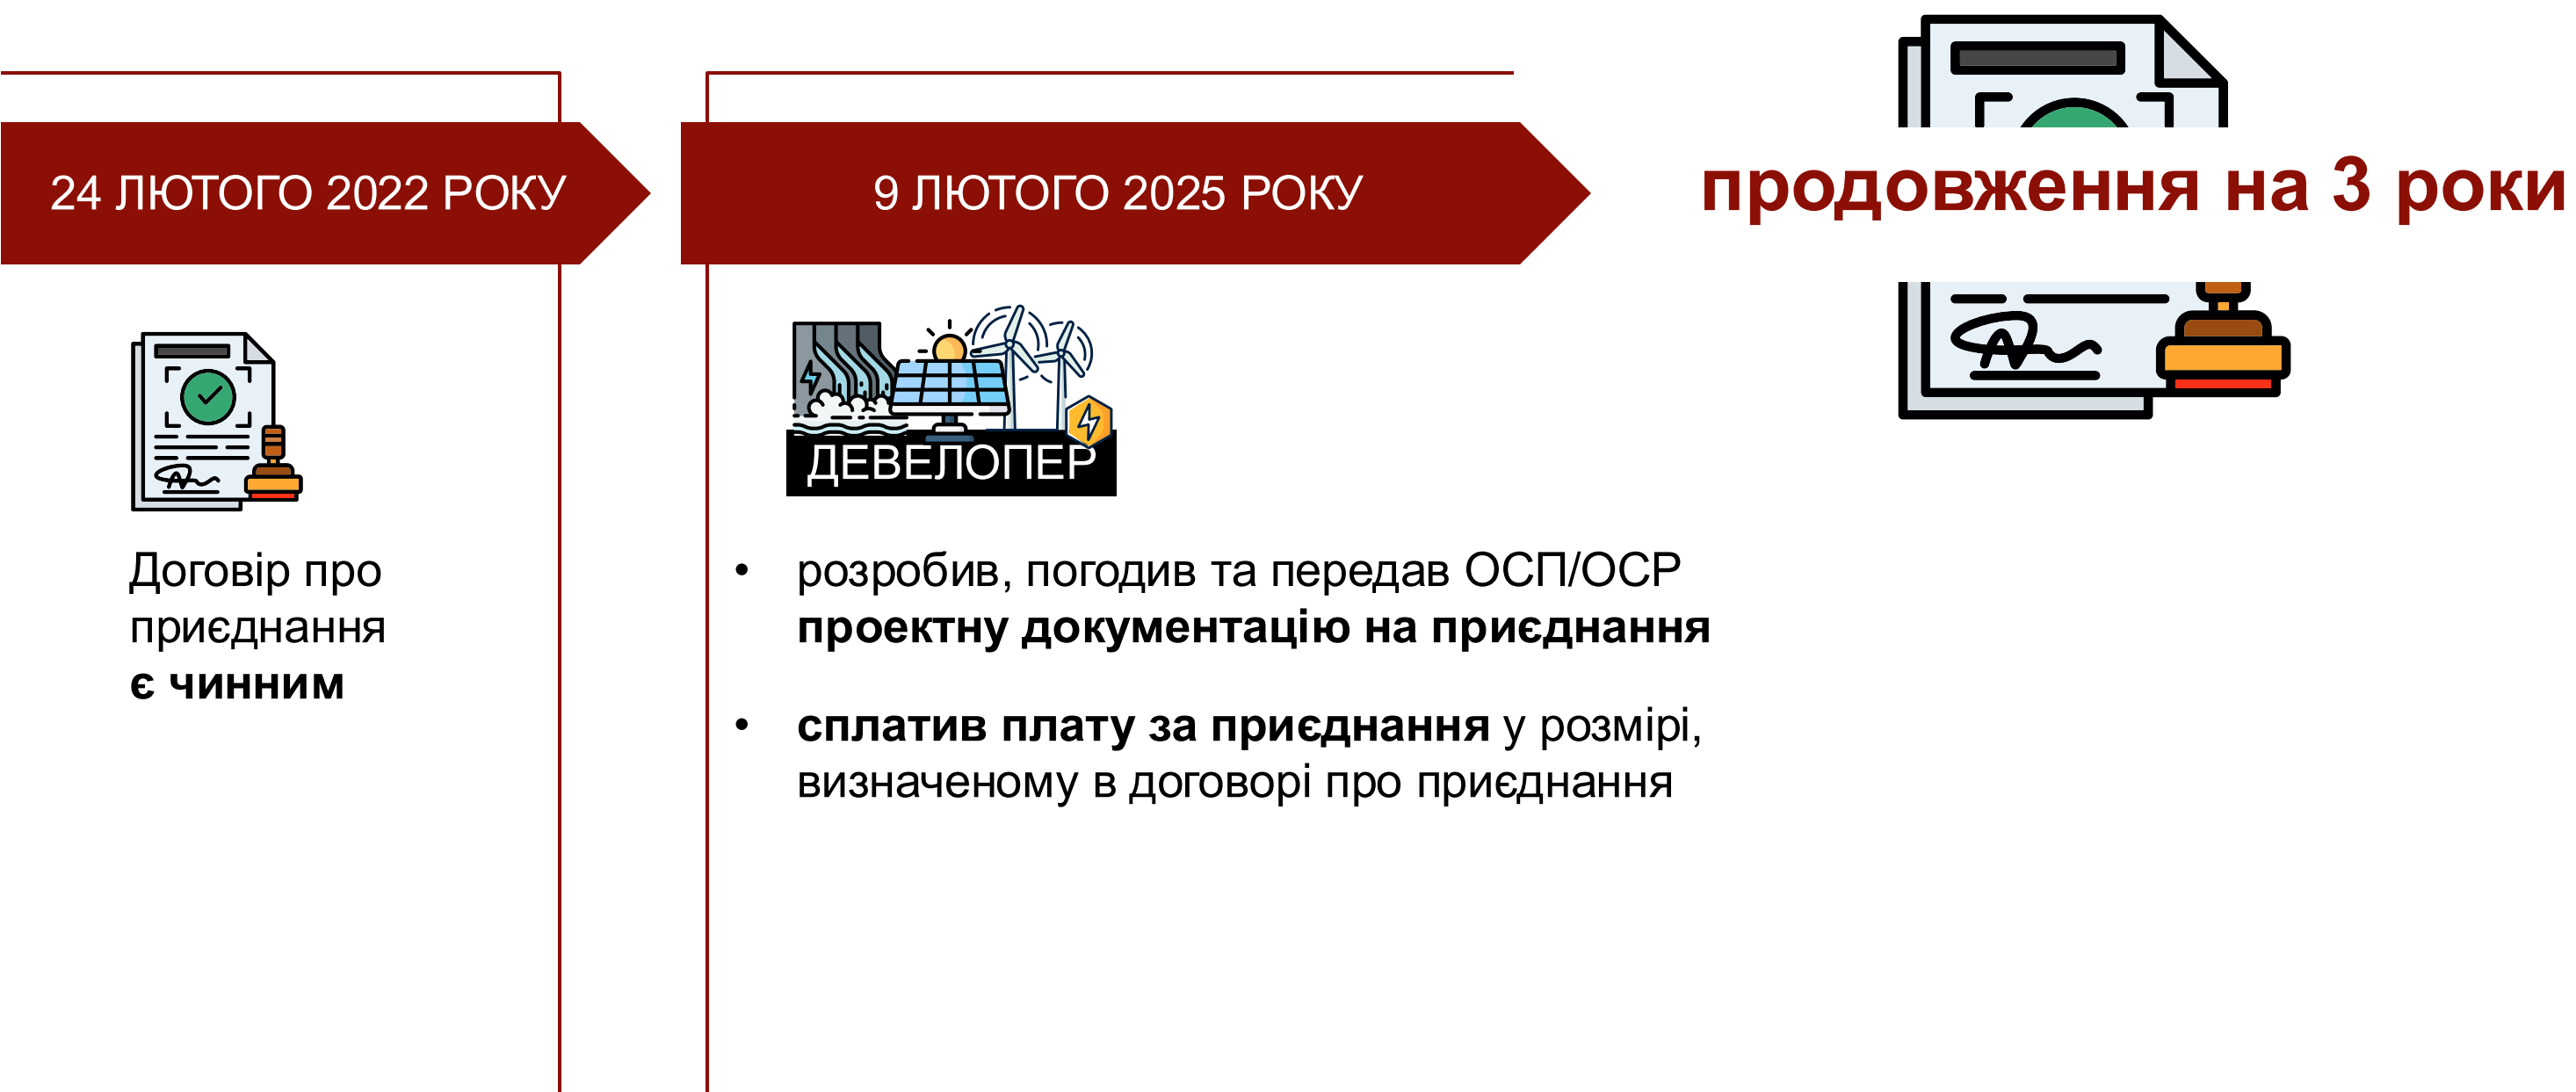 24 ЛЮТОГО 2022 РОКУ
9 ЛЮТОГО 2025 РОКУ
продовження на 3 роки
Договір про
приєднання
є чинним
ДЕВЕЛОПЕР
• розробив, погодив та передав ОСП/ОСР
проектну документацію на приєднання
• сплатив плату за приєднання у розмірі,
визначеному в договорі про приєднання